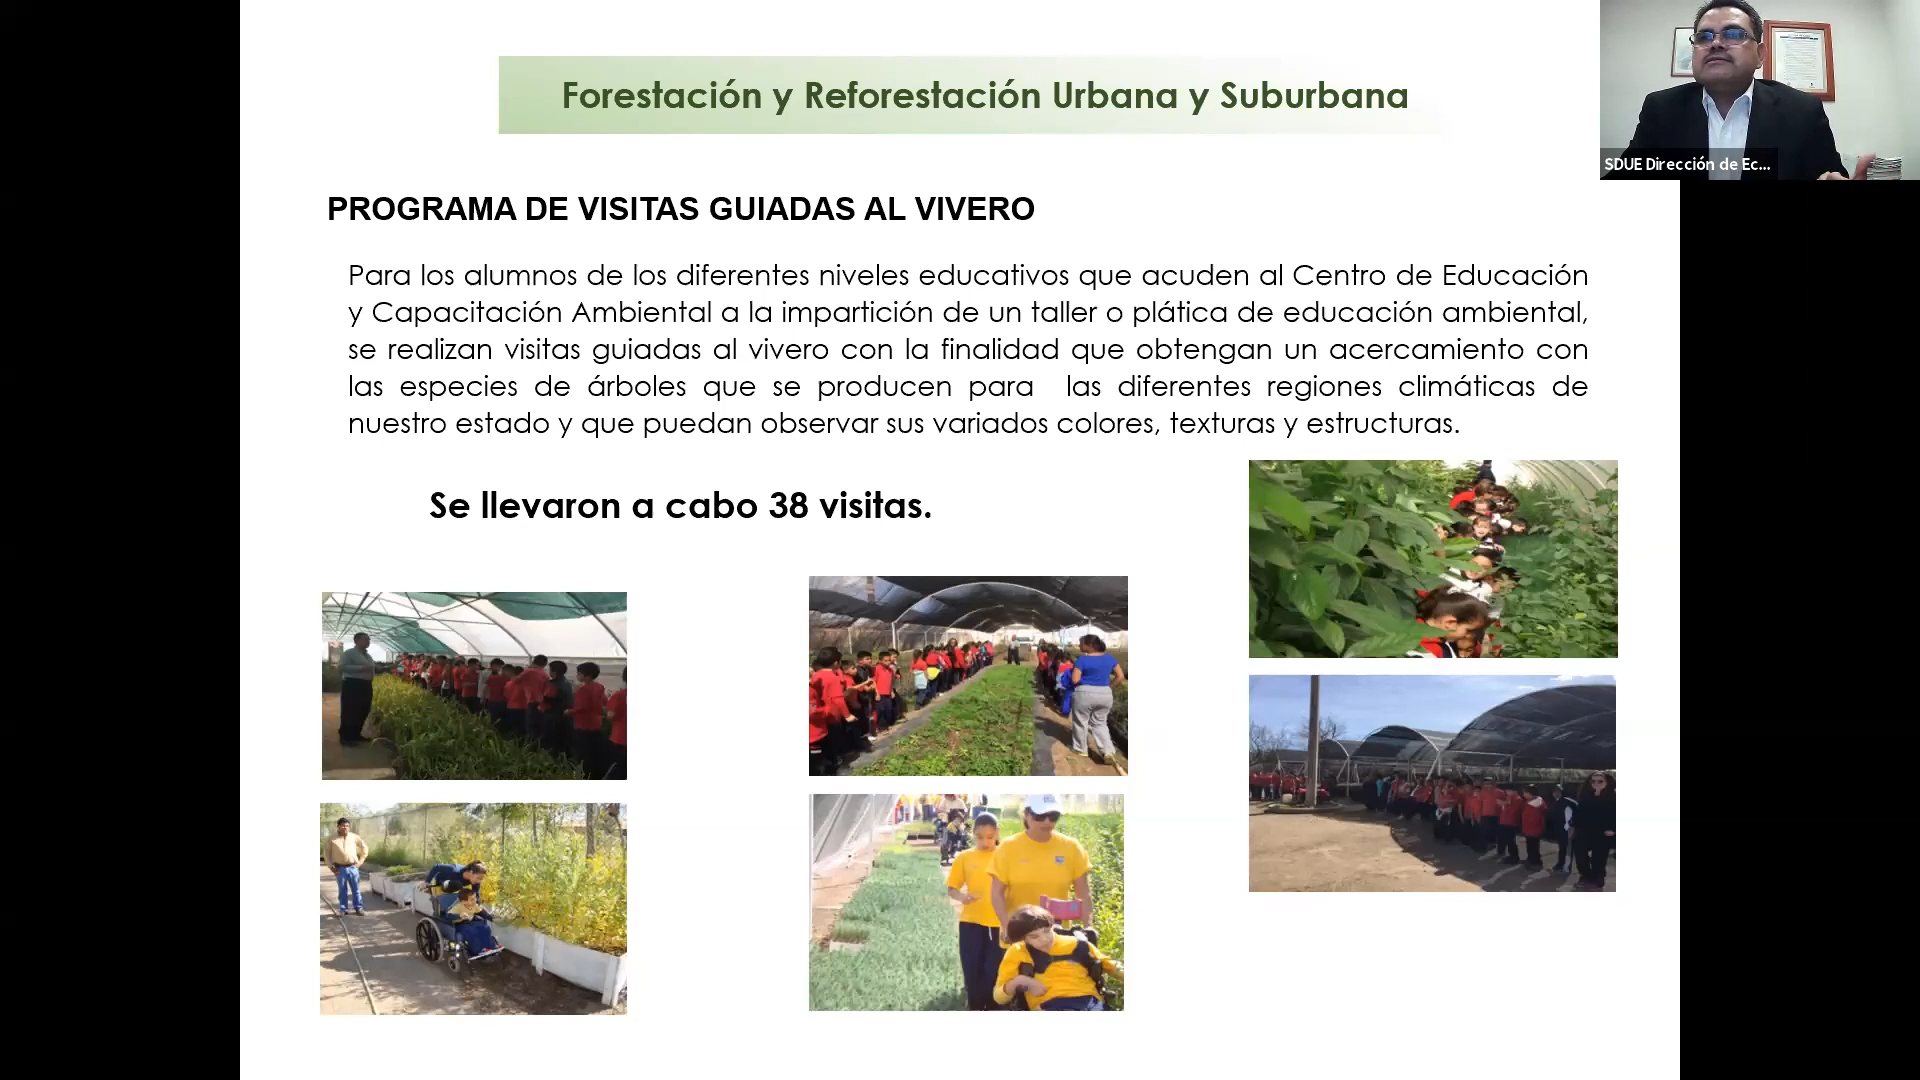 Forestación y Reforestación Urbana y Suburbana
SDUE Dirección de Ec...
PROGRAMA DE VISITAS GUIADAS AL VIVERO
Para los alumnos de los diferentes niveles educativos que acuden al Centro de Educación
y Capacitación Ambiental a la impartición de un taller o plática de educación ambiental,
se realizan visitas guiadas al vivero con la finalidad que obtengan un acercamiento con
las especies de árboles que se producen para las diferentes regiones climáticas de
nuestro estado y que puedan observar sus variados colores, texturas y estructuras.
Se llevaron a cabo 38 visitas.